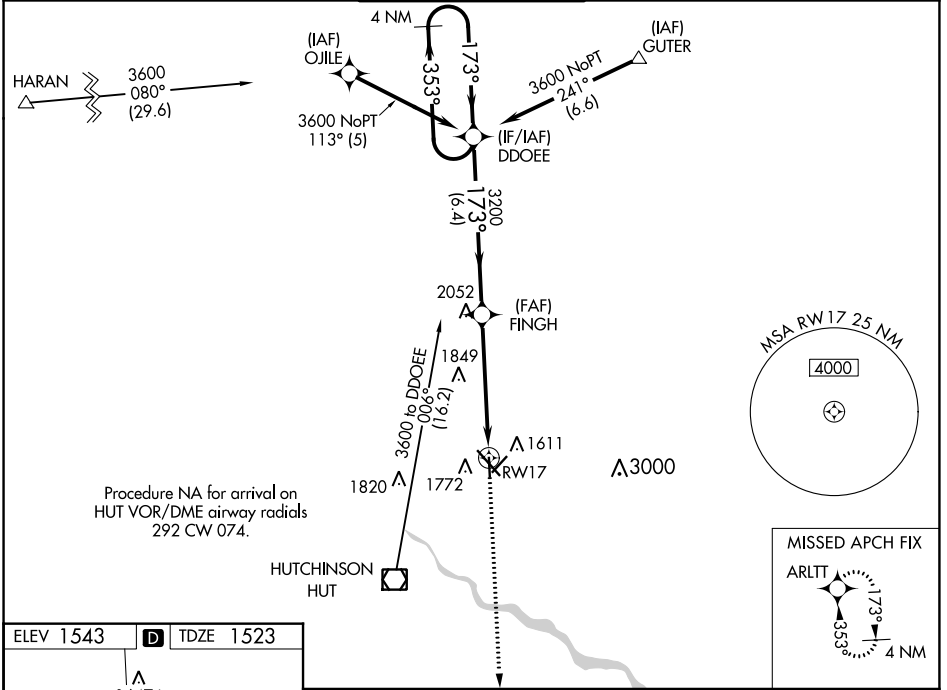 4 NM
(IAF)
OJILE
(IAF)
GUTER
HARAN
3600
080°
(29.6)
353°
173°
3600 NoPT
241°
(6.6)
3600 NoPT
113° (5)
(IF/IAF)
DDOEE
3200
173°
(6.4)
2052
(FAF)
FINGH
MSA RW17 25 NM
4000
1849
3600 to DDOEE
006°
(16.2)
1611
RW17
3000
1820
1772
Procedure NA for arrival on
HUT VOR/DME airway radials
292 CW 074.
HUTCHINSON
HUT
MISSED APCH FIX
ARLTT
173°
353°
4 NM
ELEV 1543
D
TDZE 1523